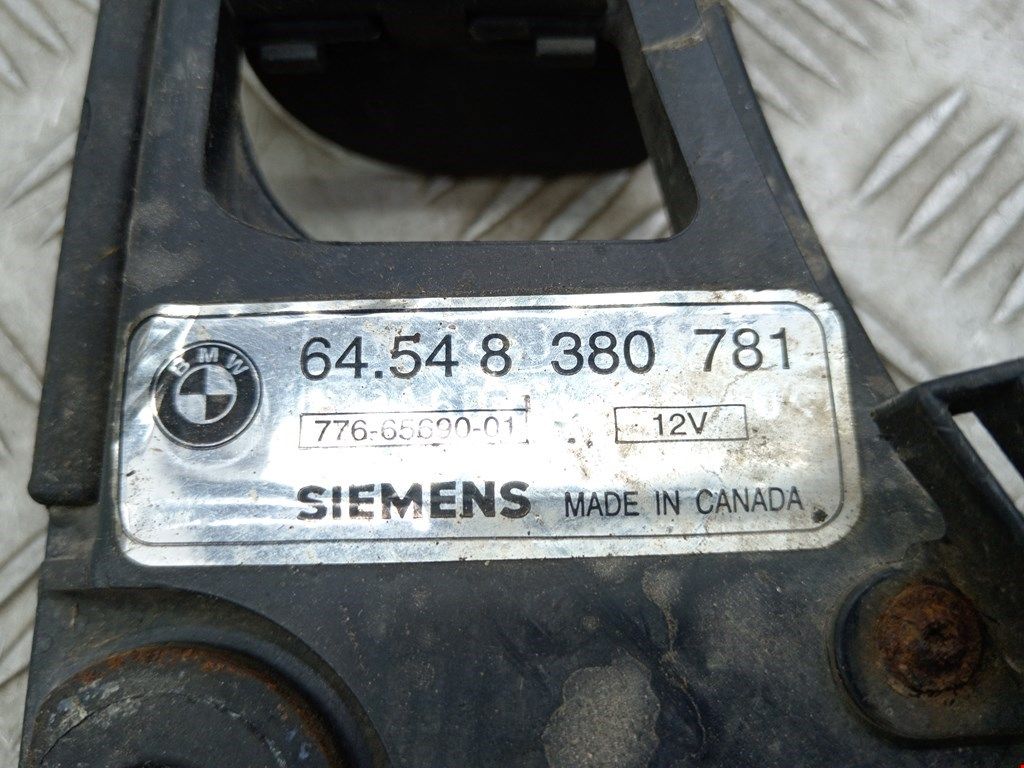 BMW
64.54 8 380 781
776-65690-01 12V
SIEMENS MADE IN CANADA